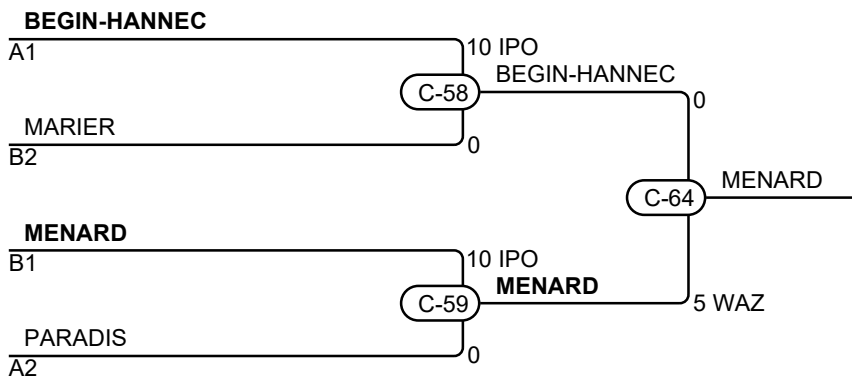 BEGIN-HANNEC
A1
10 IPO
BEGIN-HANNEC
C-58
0
MARIER
B2
0
MENARD
C-64
MENARD
B1
10 IPO
MENARD
C-59
5 WAZ
PARADIS
A2
0